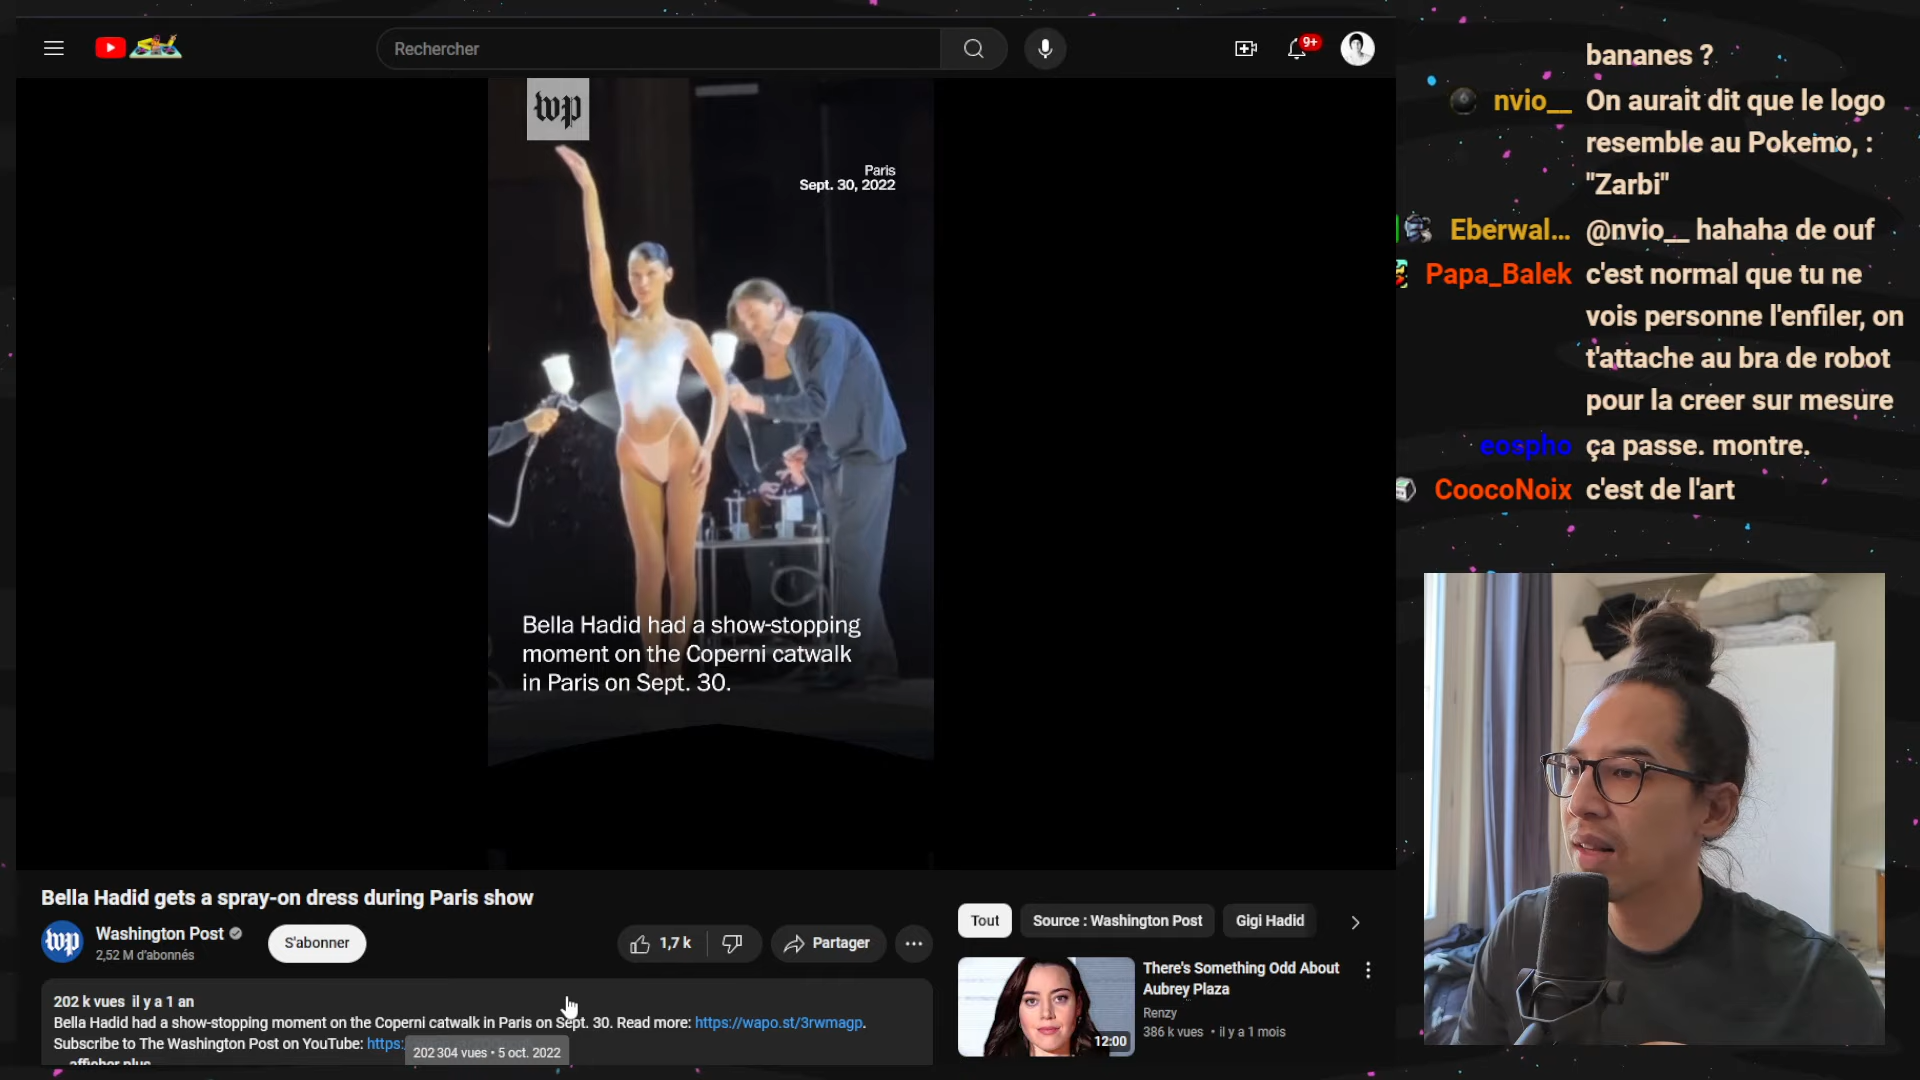 Rechercher
9+
wp
Paris
Sept. 30, 2022
Bella Hadid had a show-stopping
moment on the Coperni catwalk
in Paris on Sept. 30.
Bella Hadid gets a spray-on dress during Paris show
wp
Washington Post
2,52 M d'abonnés
S'abonner
1,7 k
Partager
202 k vues il y a 1 an
Bella Hadid had a show-stopping moment on the Coperni catwalk in Paris on Sept. 30. Read more: https://wapo.st/3rwmagp.
Subscribe to The Washington Post on YouTube: https:
202 304 vues • 5 oct. 2022
...afficher plus
Tout
Source : Washington Post
Gigi Hadid
There's Something Odd About
Aubrey Plaza
Renzy
386 k vues • il y a 1 mois
12:00
bananes ?
nvio__ On aurait dit que le logo
resemble au Pokemo, :
"Zarbi"
Eberwal... @nvio__ hahaha de ouf
Papa_Balek c'est normal que tu ne
vois personne l'enfiler, on
t'attache au bra de robot
pour la creer sur mesure
eospho ça passe. montre.
CoocoNoix c'est de l'art